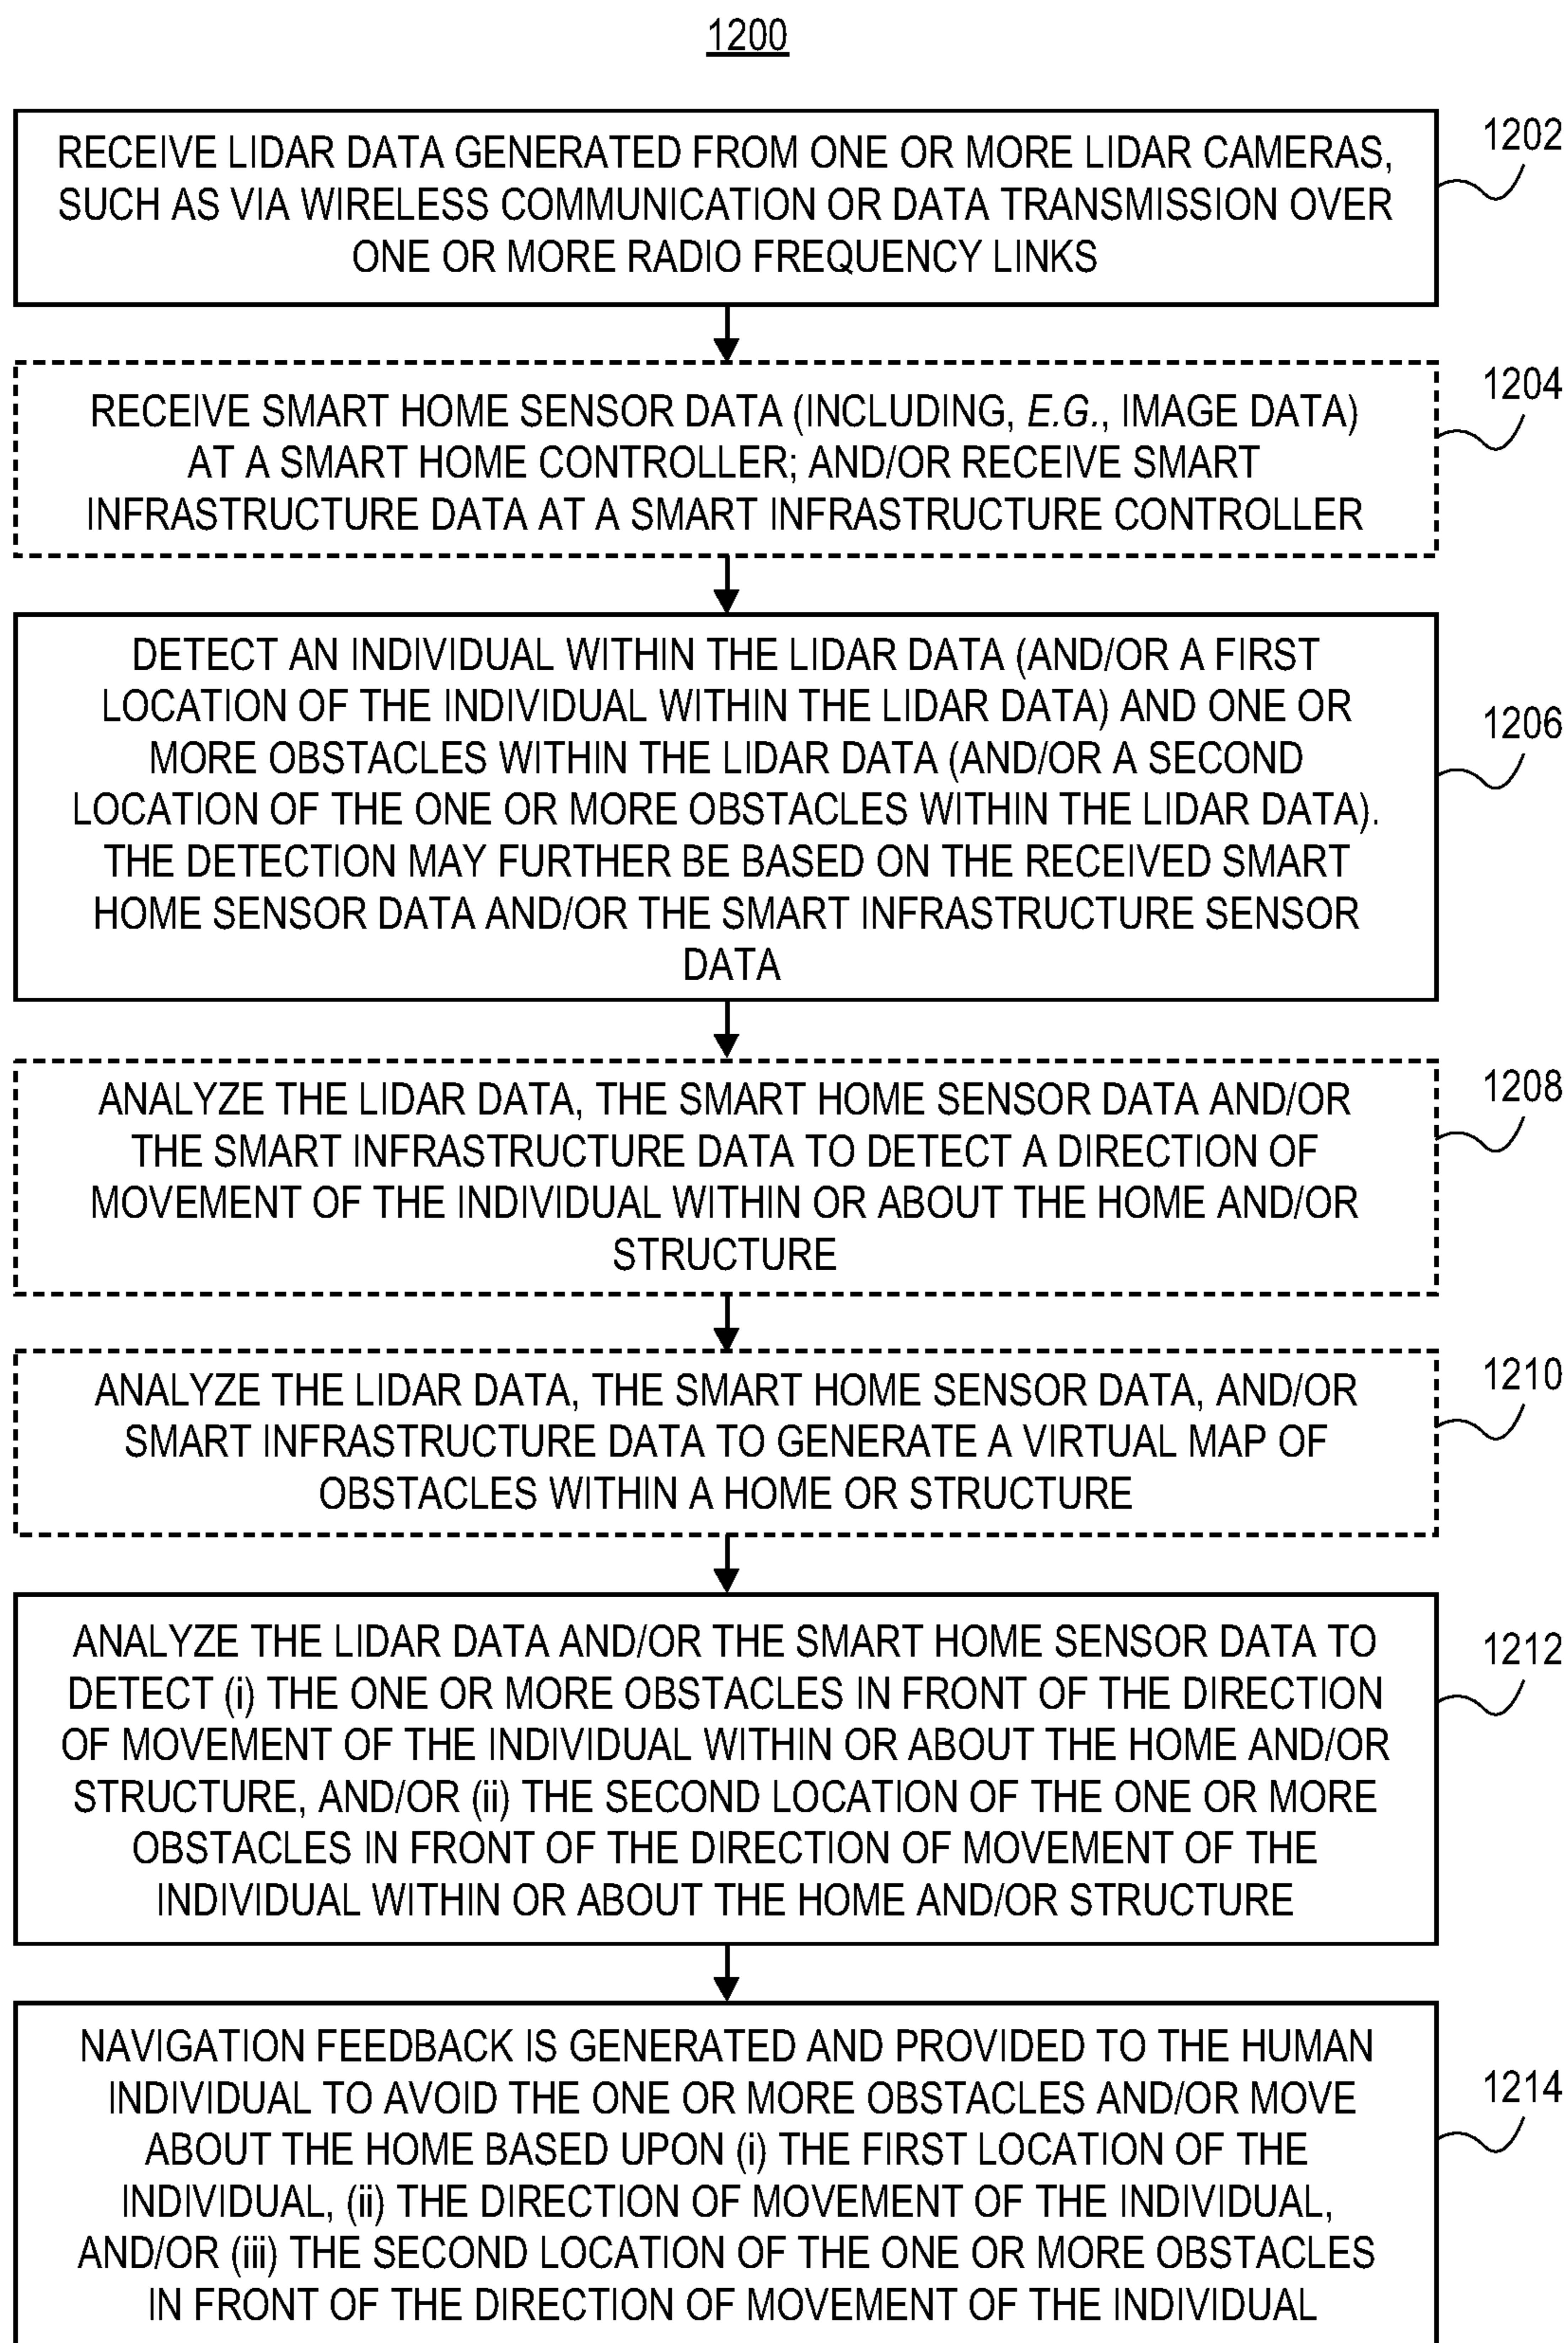 1200
RECEIVE LIDAR DATA GENERATED FROM ONE OR MORE LIDAR CAMERAS,
SUCH AS VIA WIRELESS COMMUNICATION OR DATA TRANSMISSION OVER
ONE OR MORE RADIO FREQUENCY LINKS
1202
RECEIVE SMART HOME SENSOR DATA (INCLUDING, E.G., IMAGE DATA)
AT A SMART HOME CONTROLLER; AND/OR RECEIVE SMART
INFRASTRUCTURE DATA AT A SMART INFRASTRUCTURE CONTROLLER
1204
DETECT AN INDIVIDUAL WITHIN THE LIDAR DATA (AND/OR A FIRST
LOCATION OF THE INDIVIDUAL WITHIN THE LIDAR DATA) AND ONE OR
MORE OBSTACLES WITHIN THE LIDAR DATA (AND/OR A SECOND
LOCATION OF THE ONE OR MORE OBSTACLES WITHIN THE LIDAR DATA).
THE DETECTION MAY FURTHER BE BASED ON THE RECEIVED SMART
HOME SENSOR DATA AND/OR THE SMART INFRASTRUCTURE SENSOR
DATA
1206
ANALYZE THE LIDAR DATA, THE SMART HOME SENSOR DATA AND/OR
THE SMART INFRASTRUCTURE DATA TO DETECT A DIRECTION OF
MOVEMENT OF THE INDIVIDUAL WITHIN OR ABOUT THE HOME AND/OR
STRUCTURE
1208
ANALYZE THE LIDAR DATA, THE SMART HOME SENSOR DATA, AND/OR
SMART INFRASTRUCTURE DATA TO GENERATE A VIRTUAL MAP OF
OBSTACLES WITHIN A HOME OR STRUCTURE
1210
ANALYZE THE LIDAR DATA AND/OR THE SMART HOME SENSOR DATA TO
DETECT (i) THE ONE OR MORE OBSTACLES IN FRONT OF THE DIRECTION
OF MOVEMENT OF THE INDIVIDUAL WITHIN OR ABOUT THE HOME AND/OR
STRUCTURE, AND/OR (ii) THE SECOND LOCATION OF THE ONE OR MORE
OBSTACLES IN FRONT OF THE DIRECTION OF MOVEMENT OF THE
INDIVIDUAL WITHIN OR ABOUT THE HOME AND/OR STRUCTURE
1212
NAVIGATION FEEDBACK IS GENERATED AND PROVIDED TO THE HUMAN
INDIVIDUAL TO AVOID THE ONE OR MORE OBSTACLES AND/OR MOVE
ABOUT THE HOME BASED UPON (i) THE FIRST LOCATION OF THE
INDIVIDUAL, (ii) THE DIRECTION OF MOVEMENT OF THE INDIVIDUAL,
AND/OR (iii) THE SECOND LOCATION OF THE ONE OR MORE OBSTACLES
IN FRONT OF THE DIRECTION OF MOVEMENT OF THE INDIVIDUAL
1214